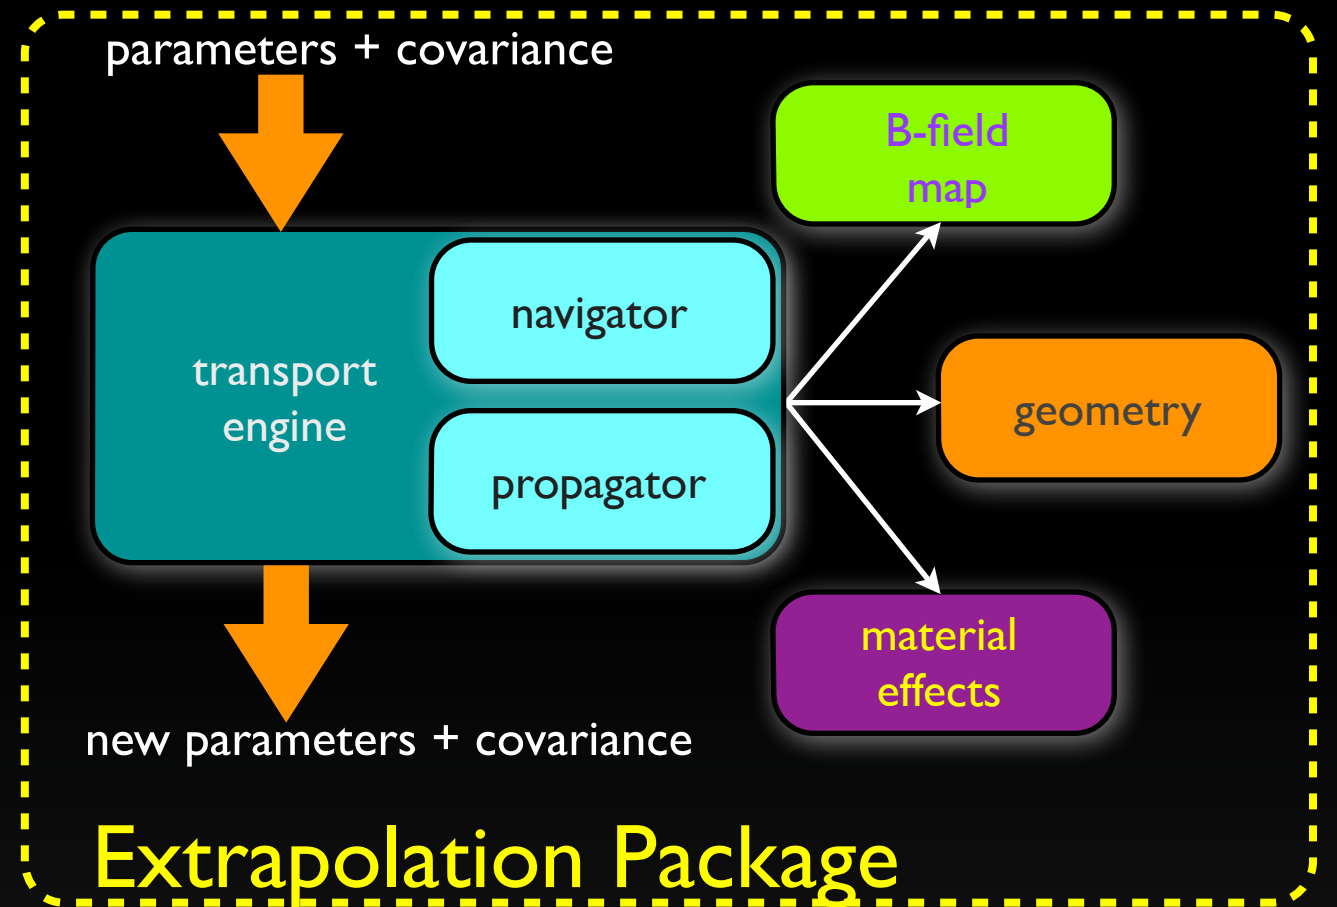 parameters + covariance
B-field
map
navigator
transport
engine
geometry
propagator
material
effects
new parameters + covariance
Extrapolation Package